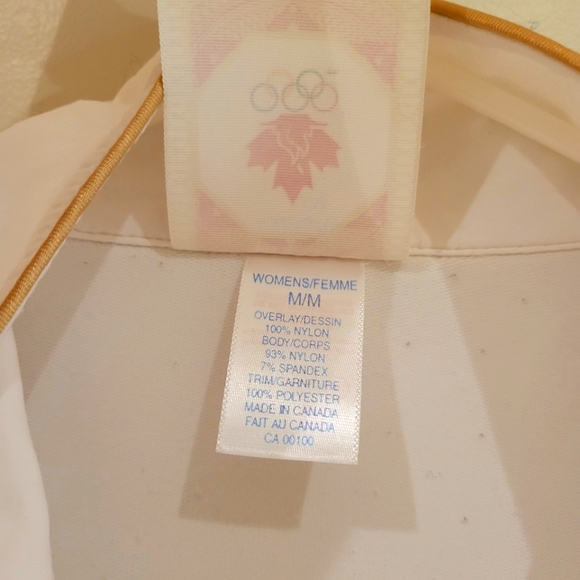 WOMENS/FEMME
M/M
OVERLAY/DESSIN
100% NYLON
BODY/CORPS
93% NYLON
7% SPANDEX
TRIM/GARNITURE
100% POLYESTER
MADE IN CANADA
FAIT AU CANADA
CA 00100